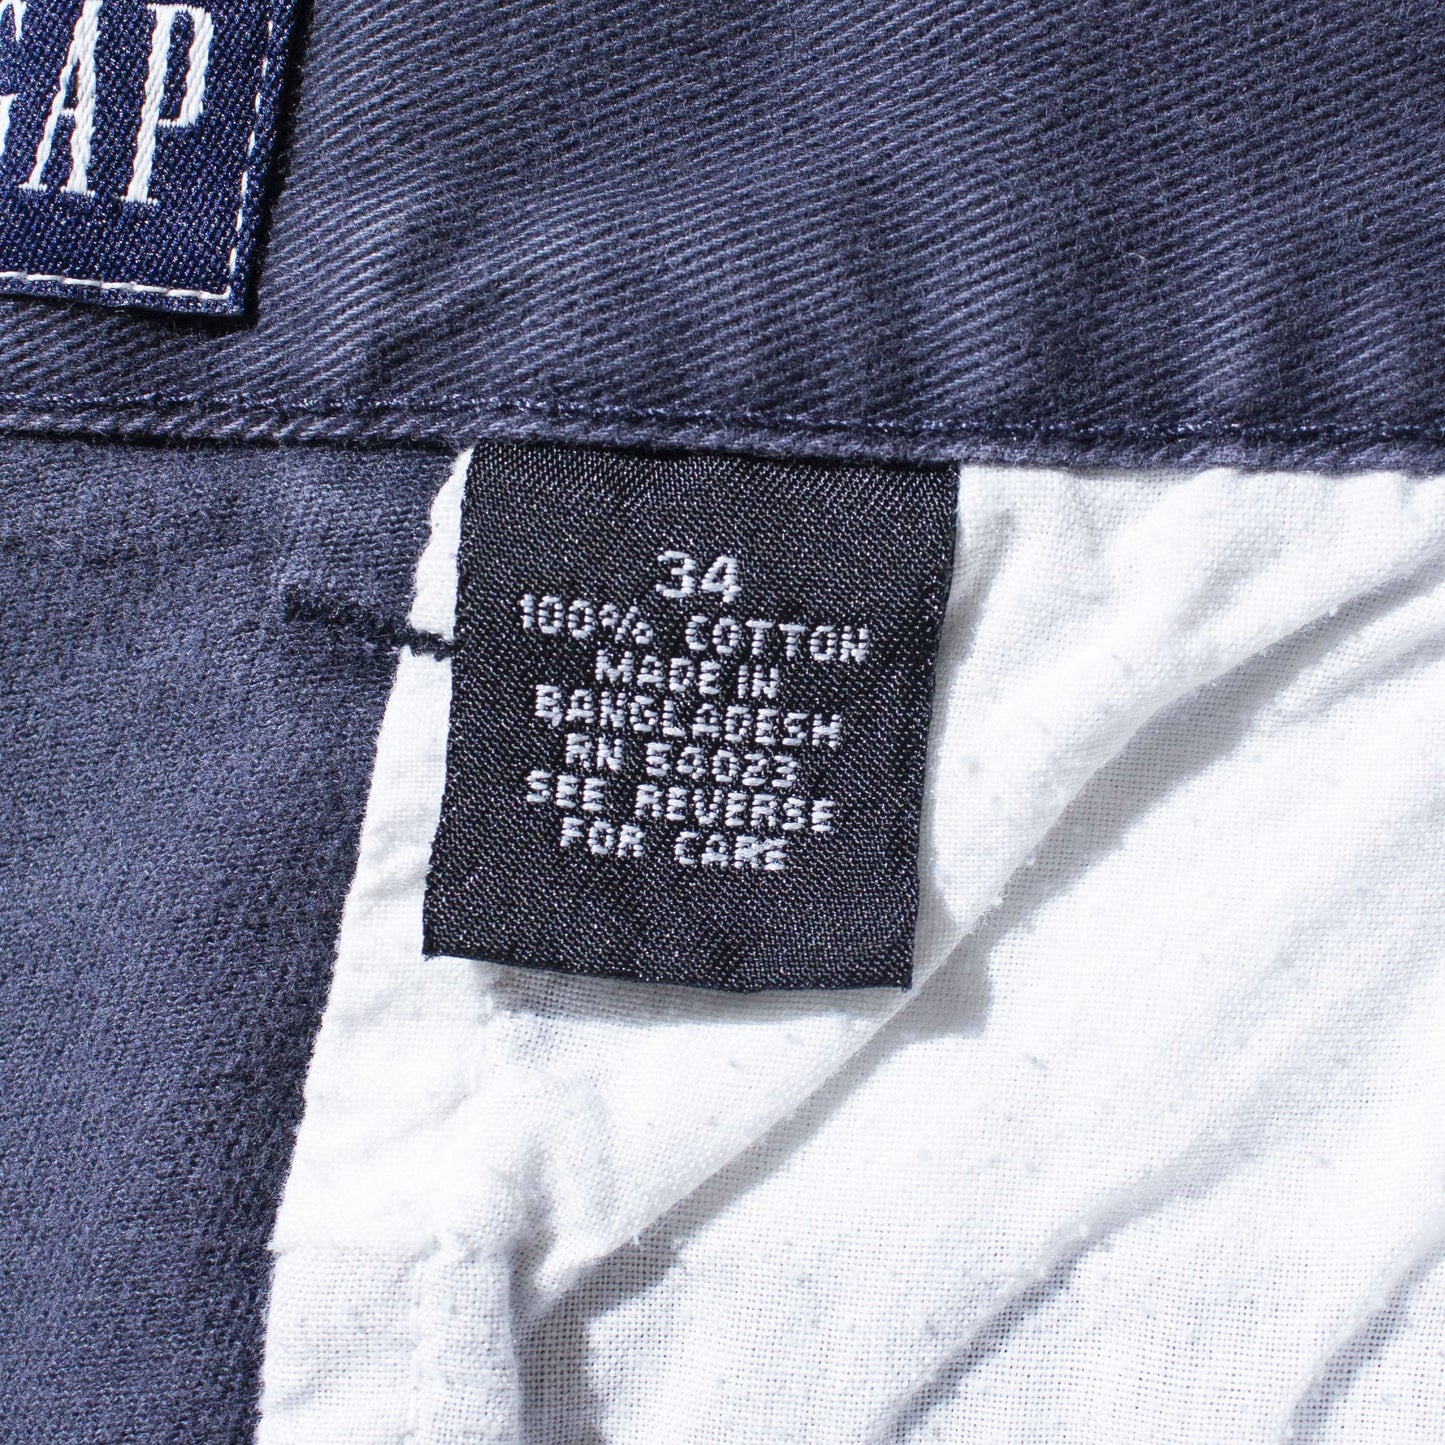 GAP
34
100% COTTON
MADE IN
BANGLADESH
RN 54023
SEE REVERSE
FOR CARE